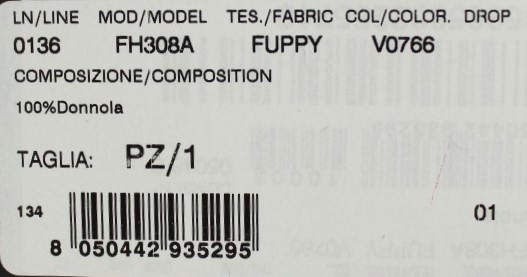 LN/LINE MOD/MODEL TES./FABRIC COL/COLOR. DROP
0136 FH308A FUPPY V0766
COMPOSIZIONE/COMPOSITION
100%Donnola
TAGLIA: PZ/1
134 01
8 050442 935295